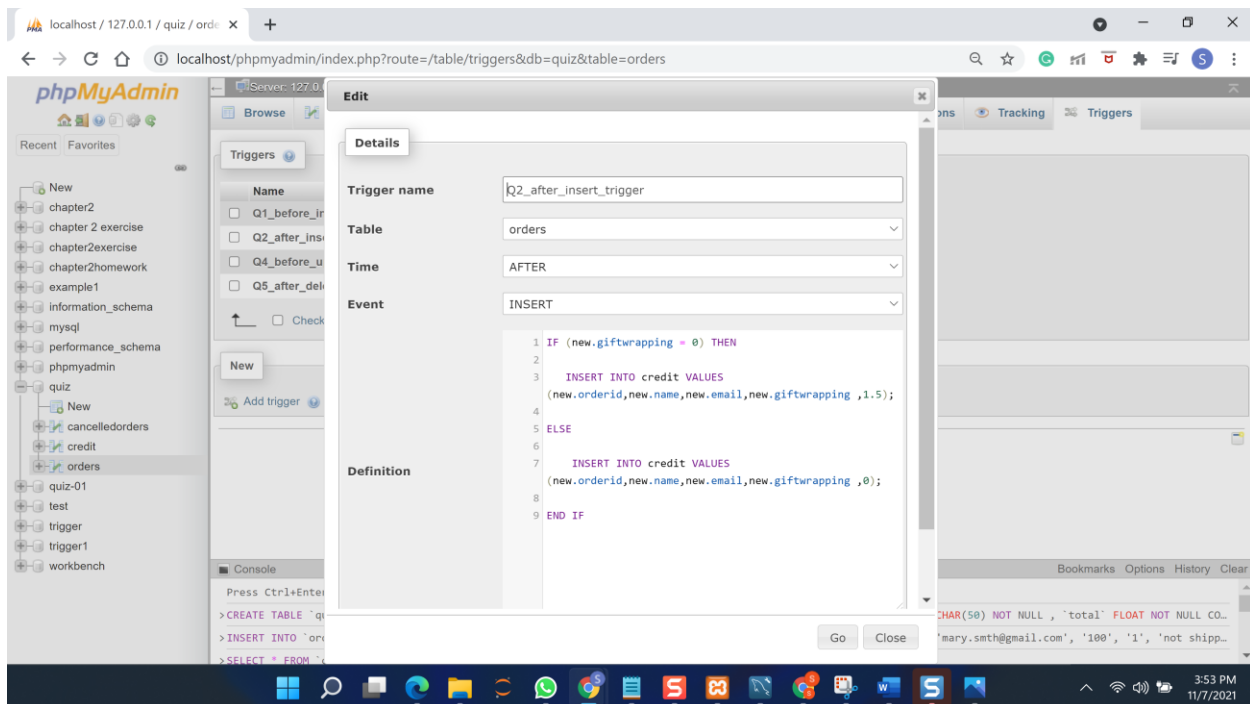 localhost / 127.0.0.1 / quiz / orde
localhost/phpmyadmin/index.php?route=/table/triggers&db=quiz&table=orders
S
phpMyAdmin
Recent Favorites
New
chapter2
chapter 2 exercise
chapter2exercise
chapter2homework
example1
information_schema
mysql
performance_schema
phpmyadmin
quiz
New
cancelledorders
credit
orders
quiz-01
test
trigger
trigger1
workbench
Server: 127.0.
Browse
ons
Tracking
Triggers
Triggers
Name
Q1_before_in
Q2_after_inse
Q4_before_u
Q5_after_dele
Check
New
Add trigger
Edit
Details
Trigger name
Q2_after_insert_trigger
Table
orders
Time
AFTER
Event
INSERT
Definition
1 IF (new.giftwrapping = 0) THEN
2
3 INSERT INTO credit VALUES
(new.orderid,new.name,new.email,new.giftwrapping ,1.5);
4
5 ELSE
6
7 INSERT INTO credit VALUES
(new.orderid,new.name,new.email,new.giftwrapping ,0);
8
9 END IF
Go
Close
Console
Bookmarks Options History Clear
Press Ctrl+Enter
>CREATE TABLE `qu
CHAR(50) NOT NULL , `total` FLOAT NOT NULL CO…
>INSERT INTO `ord
'mary.smth@gmail.com', '100', '1', 'not shipp…
>SELECT * FROM `c
3:53 PM
11/7/2021